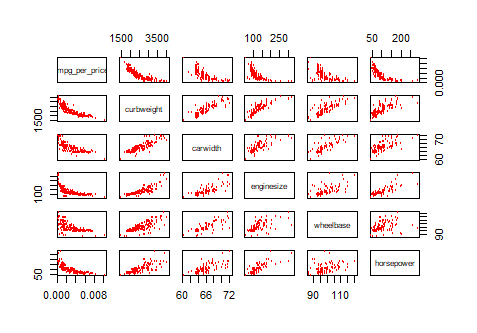 1500 3500 100 250 50 200
mpg_per_price
0.000
1500
curbweight
carwidth
60 70
100
enginesize
wheelbase
90
50
horsepower
0.000 0.008 60 66 72 90 110